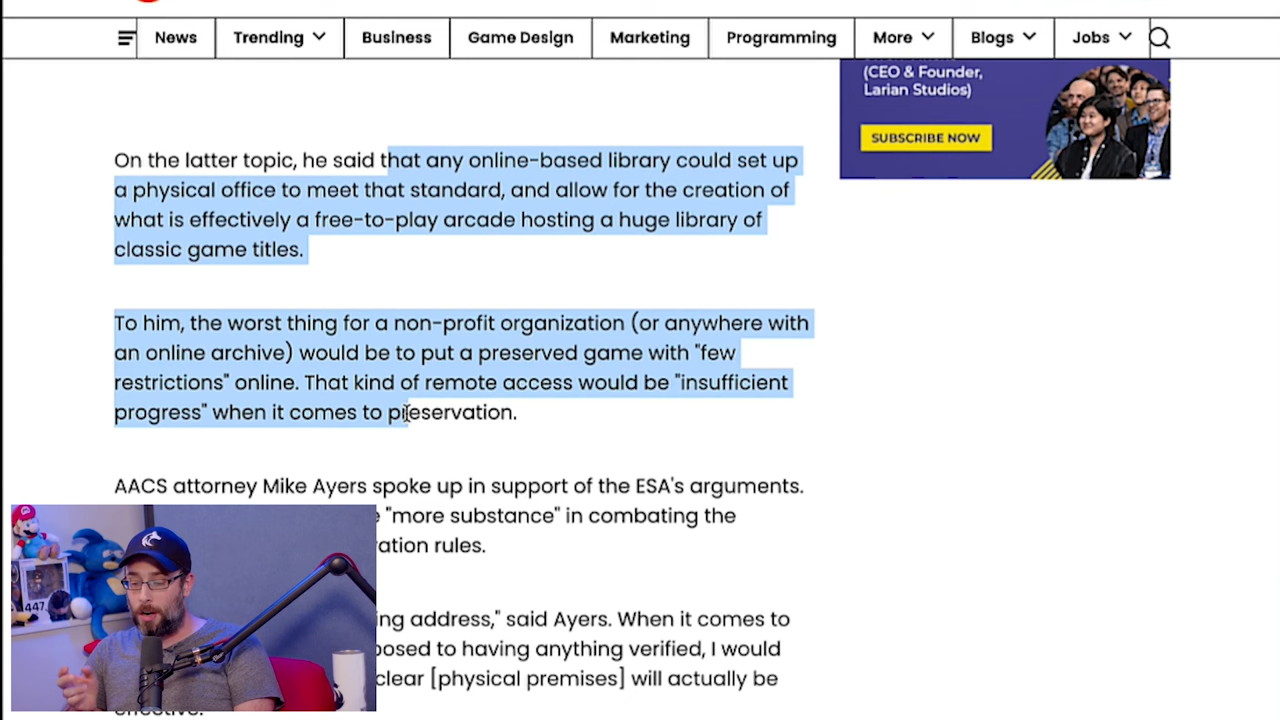 News
Trending
Business
Game Design
Marketing
Programming
More
Blogs
Jobs
(CEO & Founder,
Larian Studios)
SUBSCRIBE NOW
On the latter topic, he said that any online-based library could set up
a physical office to meet that standard, and allow for the creation of
what is effectively a free-to-play arcade hosting a huge library of
classic game titles.
To him, the worst thing for a non-profit organization (or anywhere with
an online archive) would be to put a preserved game with "few
restrictions" online. That kind of remote access would be "insufficient
progress" when it comes to preservation.
AACS attorney Mike Ayers spoke up in support of the ESA's arguments.
"more substance" in combating the
ation rules.
ing address," said Ayers. When it comes to
posed to having anything verified, I would
clear [physical premises] will actually be
effective.
447